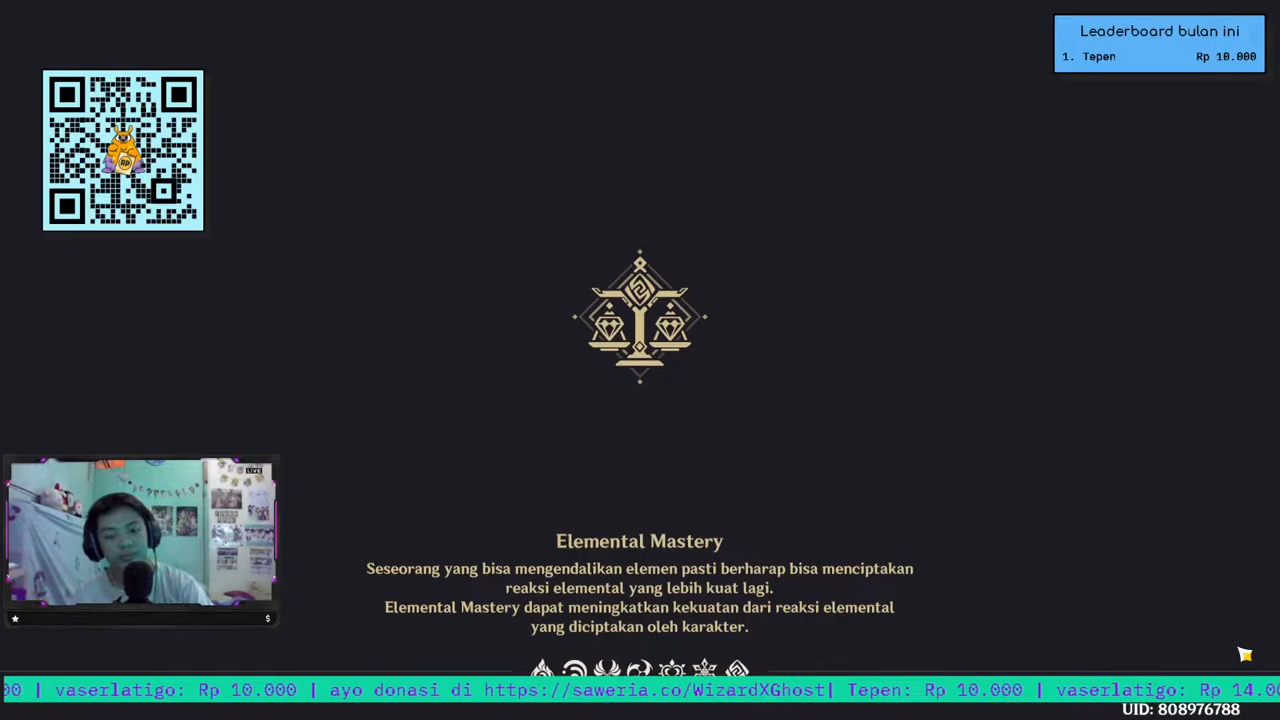 Leaderboard bulan ini
1. Tepen Rp 10.000
RP
LIVE
Elemental Mastery
Seseorang yang bisa mengendalikan elemen pasti berharap bisa menciptakan
reaksi elemental yang lebih kuat lagi.
Elemental Mastery dapat meningkatkan kekuatan dari reaksi elemental
yang diciptakan oleh karakter.
$
00 | vaserlatigo: Rp 10.000 | ayo donasi di https://saweria.co/WizardXGhost| Tepen: Rp 10.000 | vaserlatigo: Rp 14.00
UID: 808976788